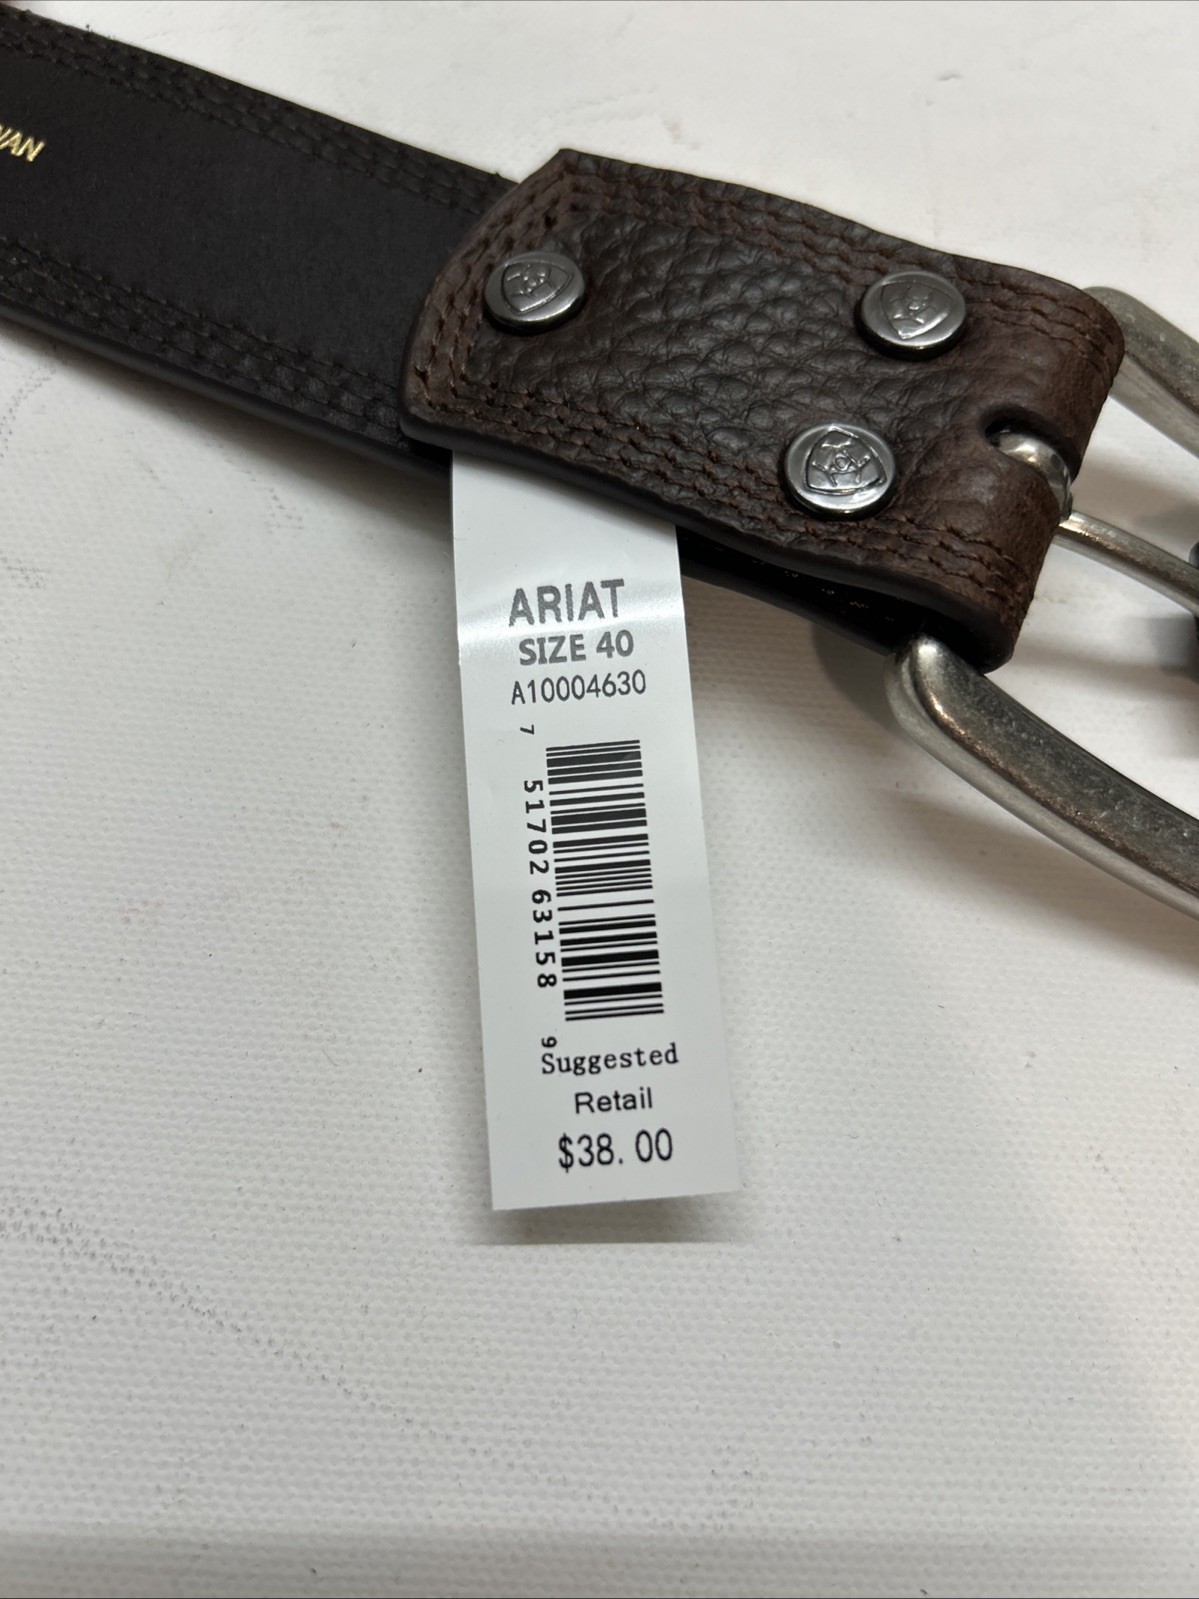 ARIAT
SIZE 40
A10004630
7 51702 63158 9
Suggested
Retail
$38.00